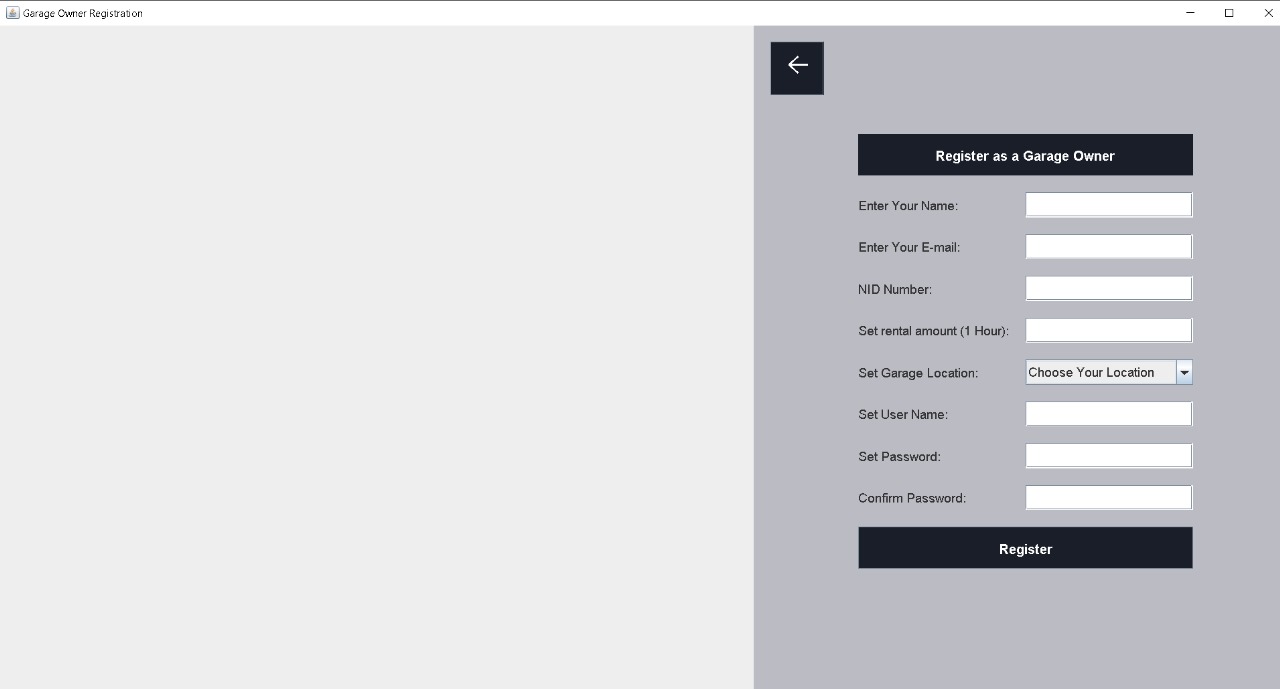 Garage Owner Registration
Register as a Garage Owner
Enter Your Name:
Enter Your E-mail:
NID Number:
Set rental amount (1 Hour):
Set Garage Location: Choose Your Location
Set User Name:
Set Password:
Confirm Password:
Register